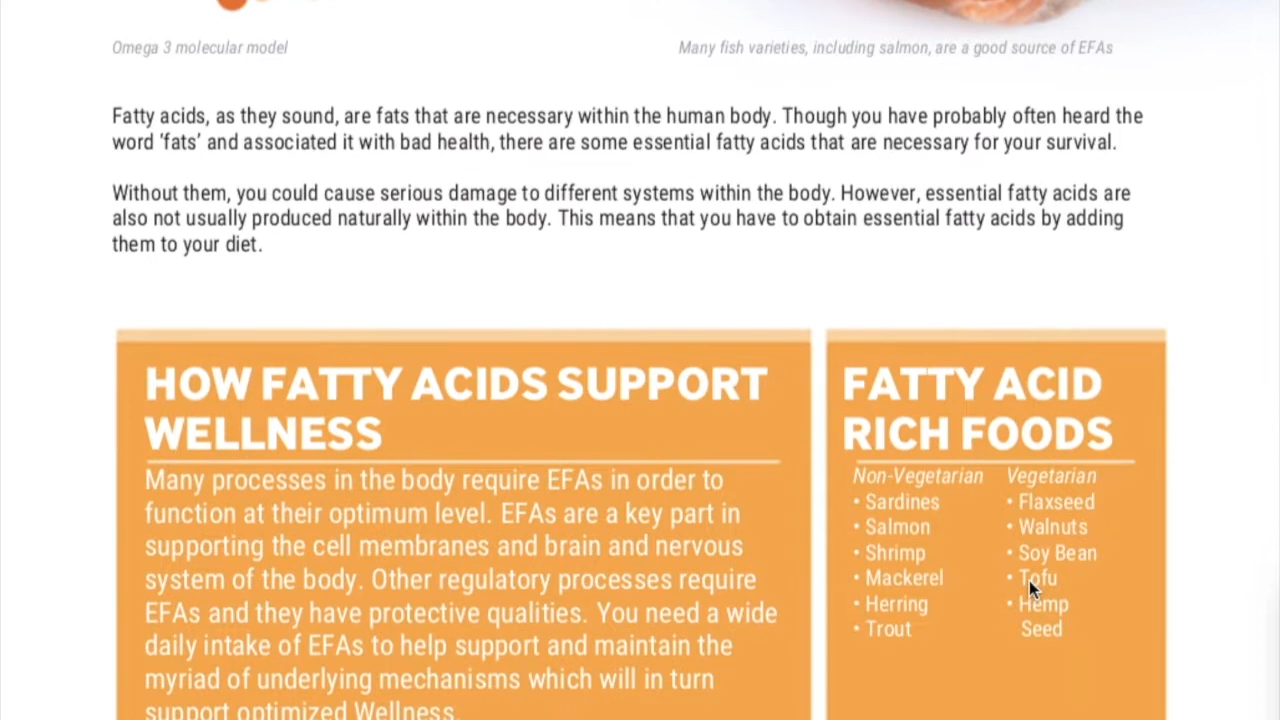 Omega 3 molecular model
Many fish varieties, including salmon, are a good source of EFAs
Fatty acids, as they sound, are fats that are necessary within the human body. Though you have probably often heard the
word ‘fats’ and associated it with bad health, there are some essential fatty acids that are necessary for your survival.
Without them, you could cause serious damage to different systems within the body. However, essential fatty acids are
also not usually produced naturally within the body. This means that you have to obtain essential fatty acids by adding
them to your diet.
HOW FATTY ACIDS SUPPORT
WELLNESS
Many processes in the body require EFAs in order to
function at their optimum level. EFAs are a key part in
supporting the cell membranes and brain and nervous
system of the body. Other regulatory processes require
EFAs and they have protective qualities. You need a wide
daily intake of EFAs to help support and maintain the
myriad of underlying mechanisms which will in turn
support optimized Wellness.
FATTY ACID
RICH FOODS
Non-Vegetarian
• Sardines
• Salmon
• Shrimp
• Mackerel
• Herring
• Trout
Vegetarian
• Flaxseed
• Walnuts
• Soy Bean
• Tofu
• Hemp
Seed